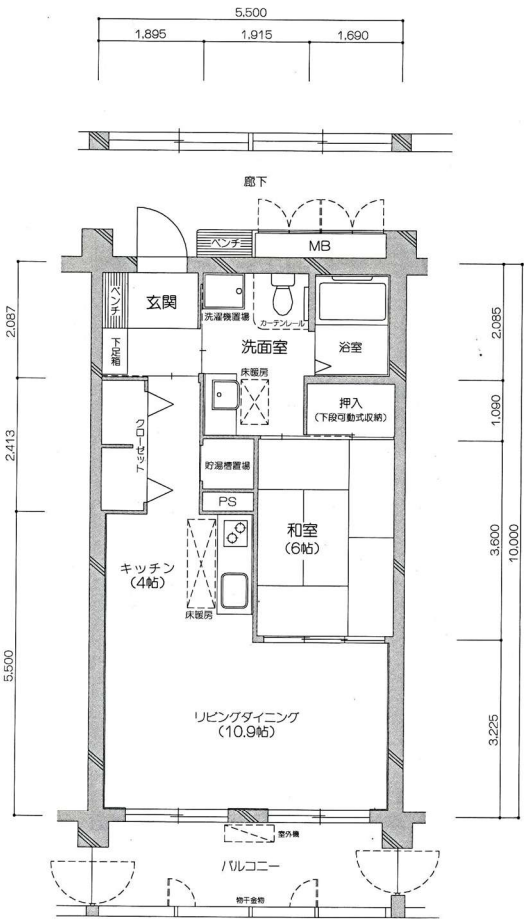 5.500
1.895
1.915
1.690
廊下
ベンチ
MB
ベンチ
玄関
洗濯機置場
カーテンレール
下足箱
洗面室
浴室
床暖房
押入
(下段可動式収納)
クローゼット
貯湯槽置場
PS
和室
(6帖)
キッチン
(4帖)
床暖房
リビングダイニング
(10.9帖)
室外機
バルコニー
物干金物
2.087
2.413
5.500
2.085
1.090
3.600
3.225
10.000